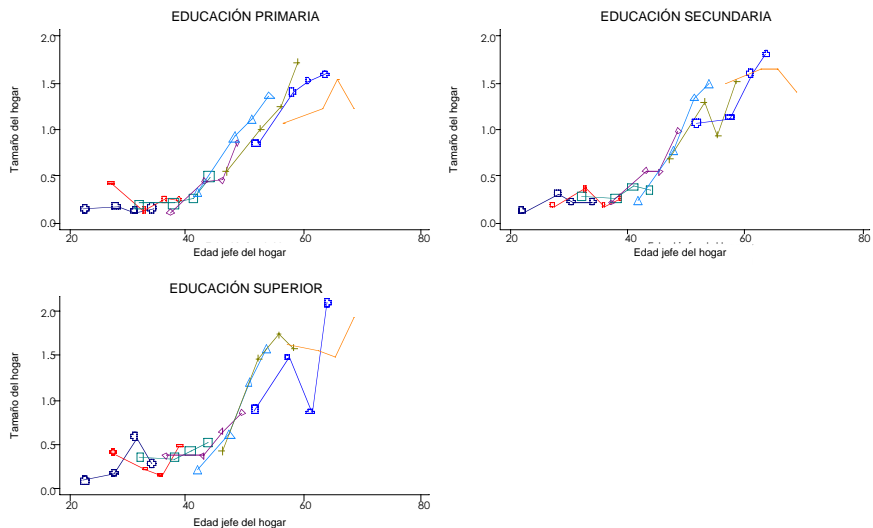 EDUCACIÓN PRIMARIA
Tamaño del hogar
2.0
1.5
1.0
0.5
0.0
20 40 60 80
Edad jefe del hogar
EDUCACIÓN SECUNDARIA
Tamaño del hogar
2.0
1.5
1.0
0.5
0.0
20 40 60 80
Edad jefe del hogar
EDUCACIÓN SUPERIOR
Tamaño del hogar
2.0
1.5
1.0
0.5
0.0
20 40 60 80
Edad jefe del hogar